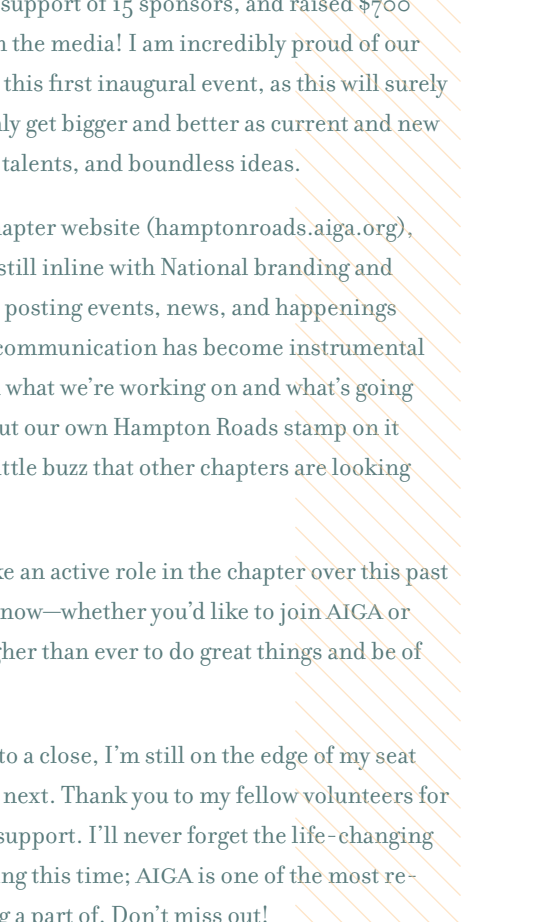 support of 15 sponsors, and raised $700
the media! I am incredibly proud of our
this first inaugural event, as this will surely
get bigger and better as current and new
talents, and boundless ideas.
website (hamptonroads.aiga.org),
still inline with National branding and
posting events, news, and happenings
communication has become instrumental
what we’re working on and what’s going
our own Hampton Roads stamp on it
buzz that other chapters are looking
an active role in the chapter over this past
now—whether you’d like to join AIGA or
than ever to do great things and be of
to a close, I’m still on the edge of my seat
next. Thank you to my fellow volunteers for
support. I’ll never forget the life-changing
this time; AIGA is one of the most re-
a part of. Don’t miss out!